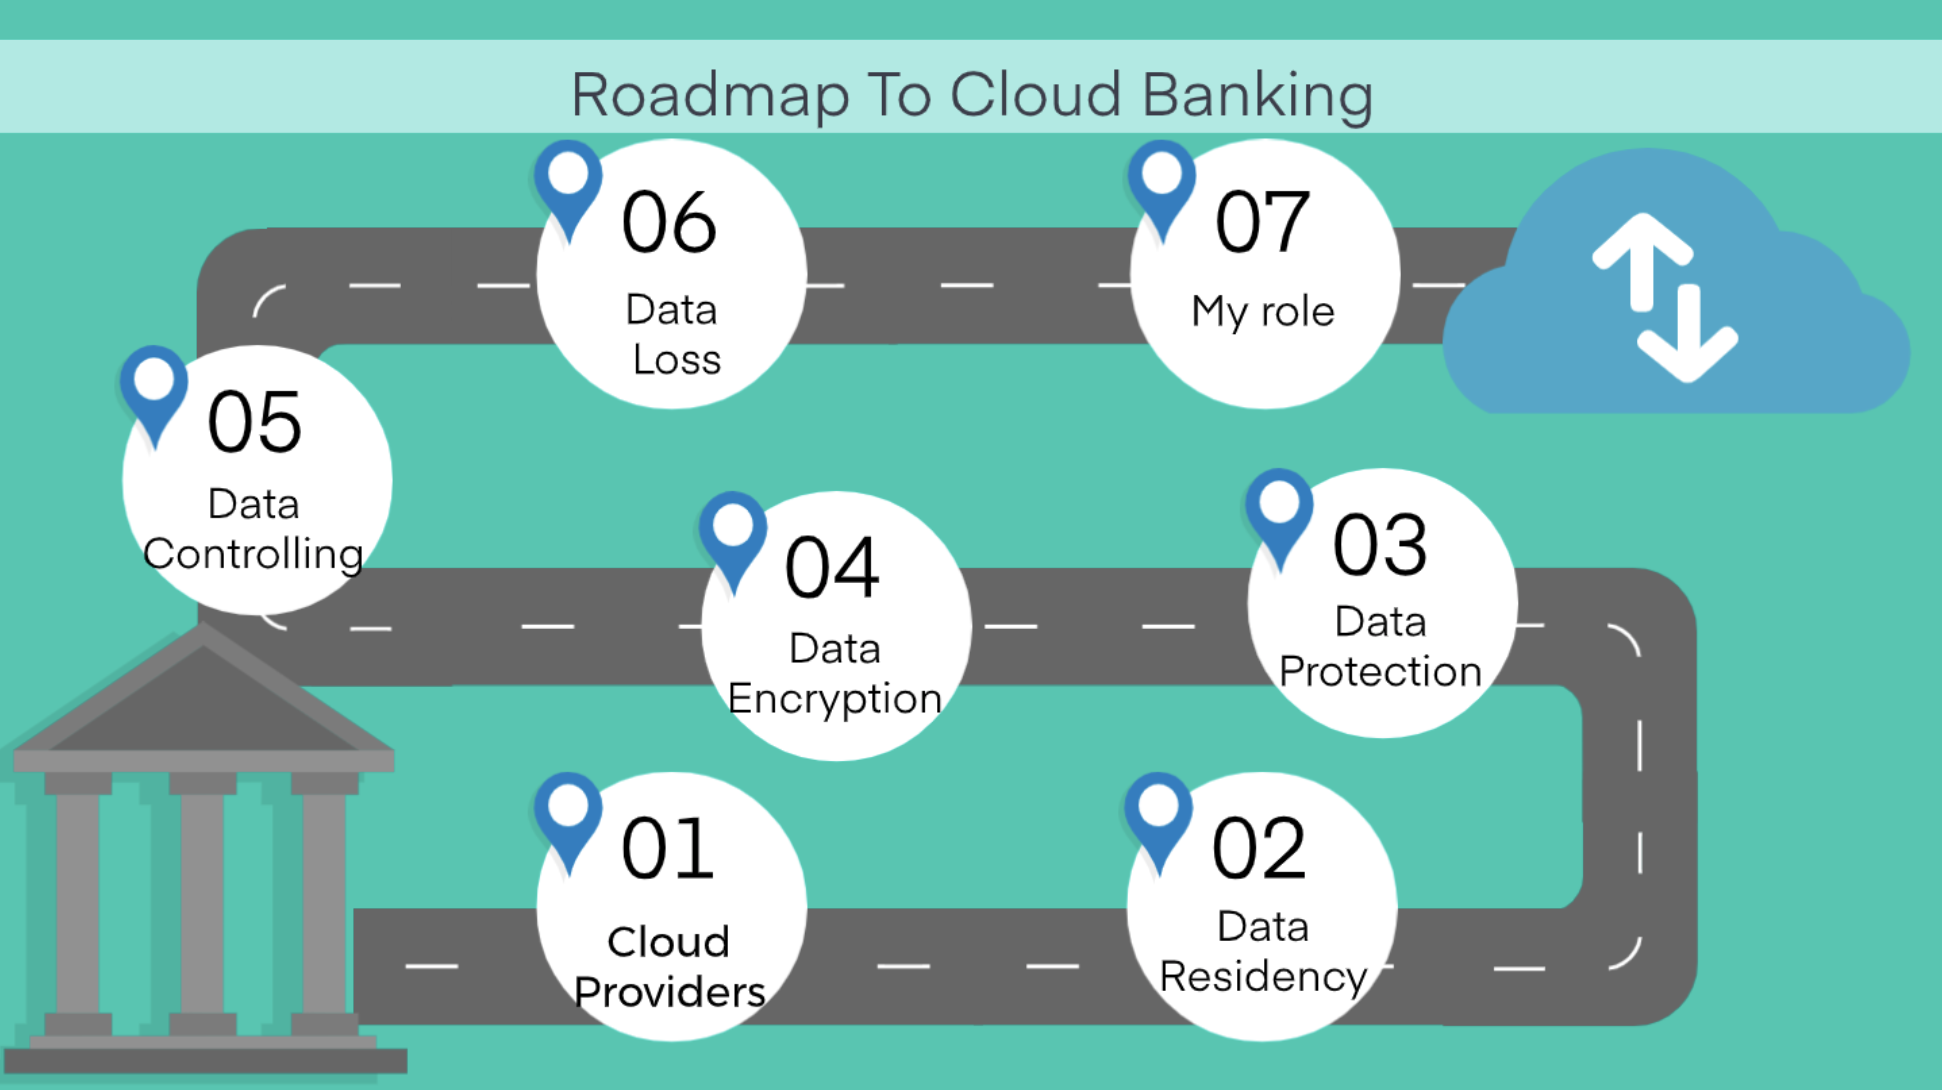 Roadmap To Cloud Banking
06
Data
Loss
07
My role
05
Data
Controlling
04
Data
Encryption
03
Data
Protection
01
Cloud
Providers
02
Data
Residency